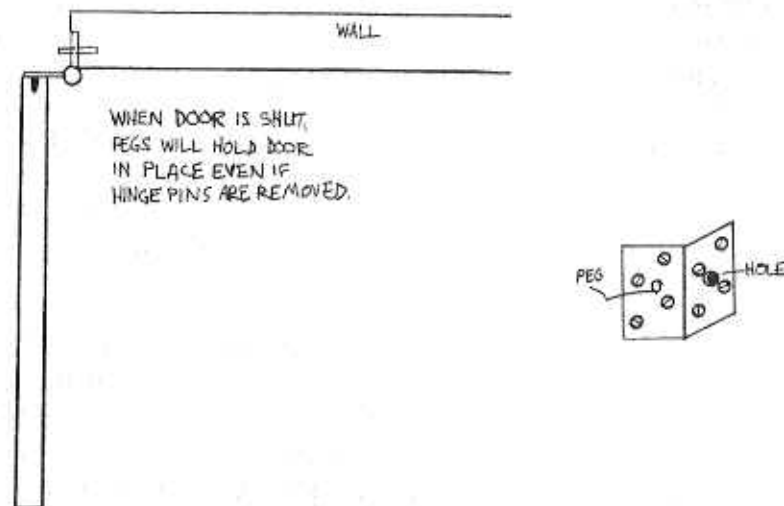 WALL
WHEN DOOR IS SHUT,
PEGS WILL HOLD DOOR
IN PLACE EVEN IF
HINGE PINS ARE REMOVED.
PEG
HOLE